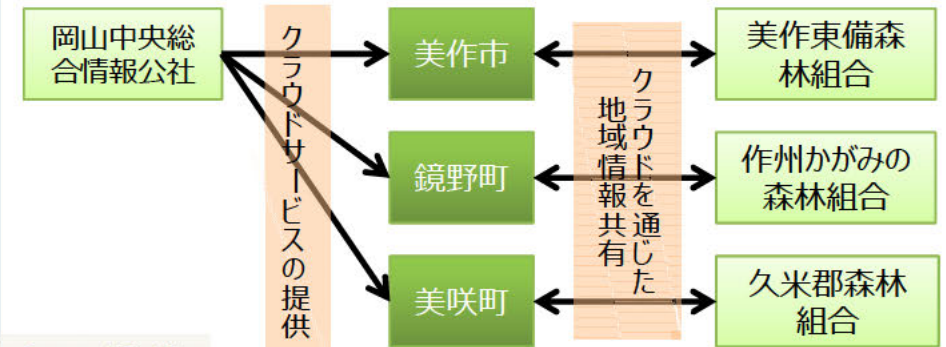 岡山中央総
合情報公社
クラウドサービスの提供
美作市
鏡野町
美咲町
クラウドを通じた
地域情報共有
美作東備森
林組合
作州かがみの
森林組合
久米郡森林
組合